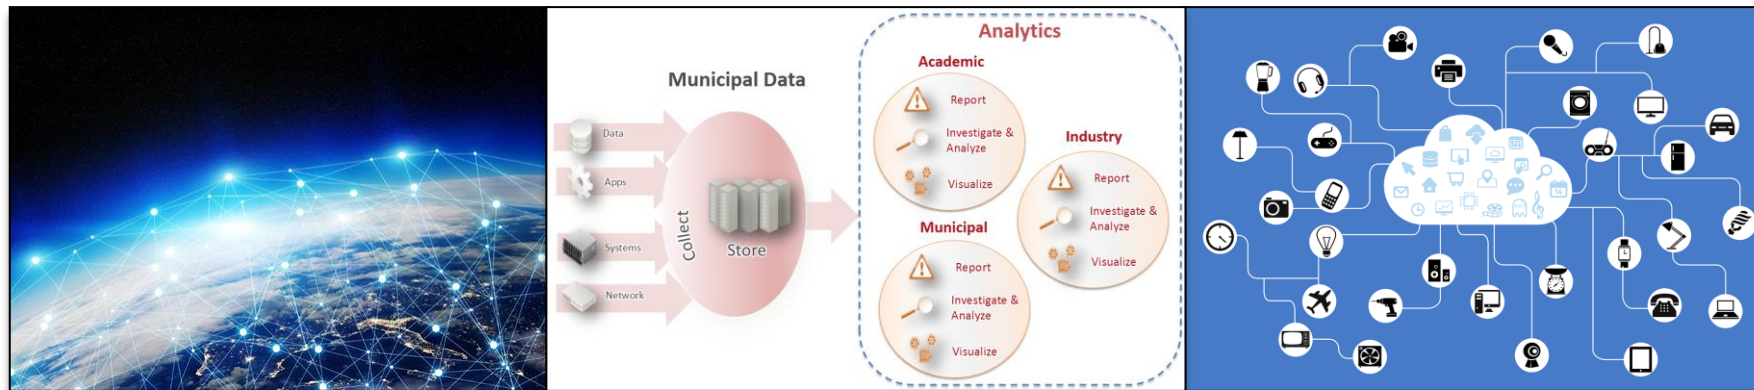 Municipal Data
Data
Apps
Systems
Network
Collect
Store
Analytics
Academic
Report
Investigate &
Analyze
Visualize
Industry
Report
Investigate &
Analyze
Visualize
Municipal
Report
Investigate &
Analyze
Visualize
14